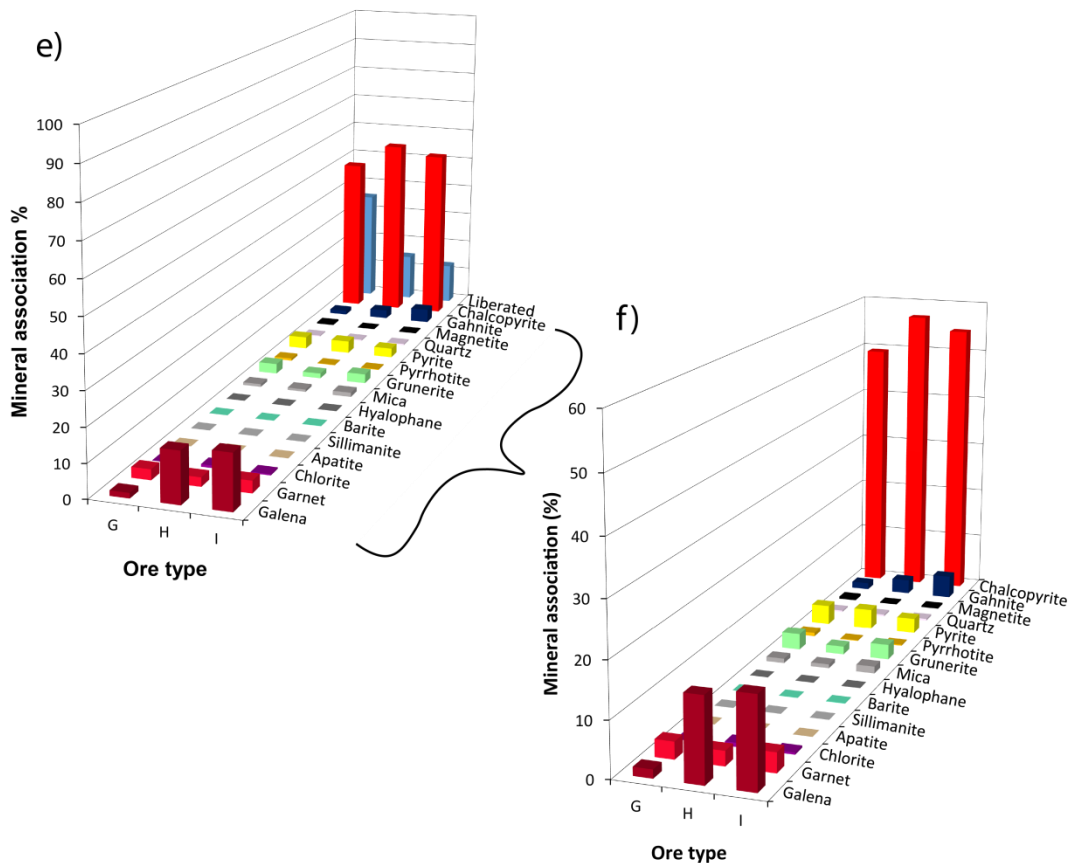 e)
Mineral association %
100
90
80
70
60
50
40
30
20
10
0
G
H
I
Ore type
Liberated
Chalcopyrite
Gahnite
Magnetite
Quartz
Pyrite
Pyrrhotite
Grunerite
Mica
Hyalophane
Barite
Sillimanite
Apatite
Chlorite
Garnet
Galena
f)
Mineral association (%)
60
50
40
30
20
10
0
G
H
I
Ore type
Chalcopyrite
Gahnite
Magnetite
Quartz
Pyrite
Pyrrhotite
Grunerite
Mica
Hyalophane
Barite
Sillimanite
Apatite
Chlorite
Garnet
Galena